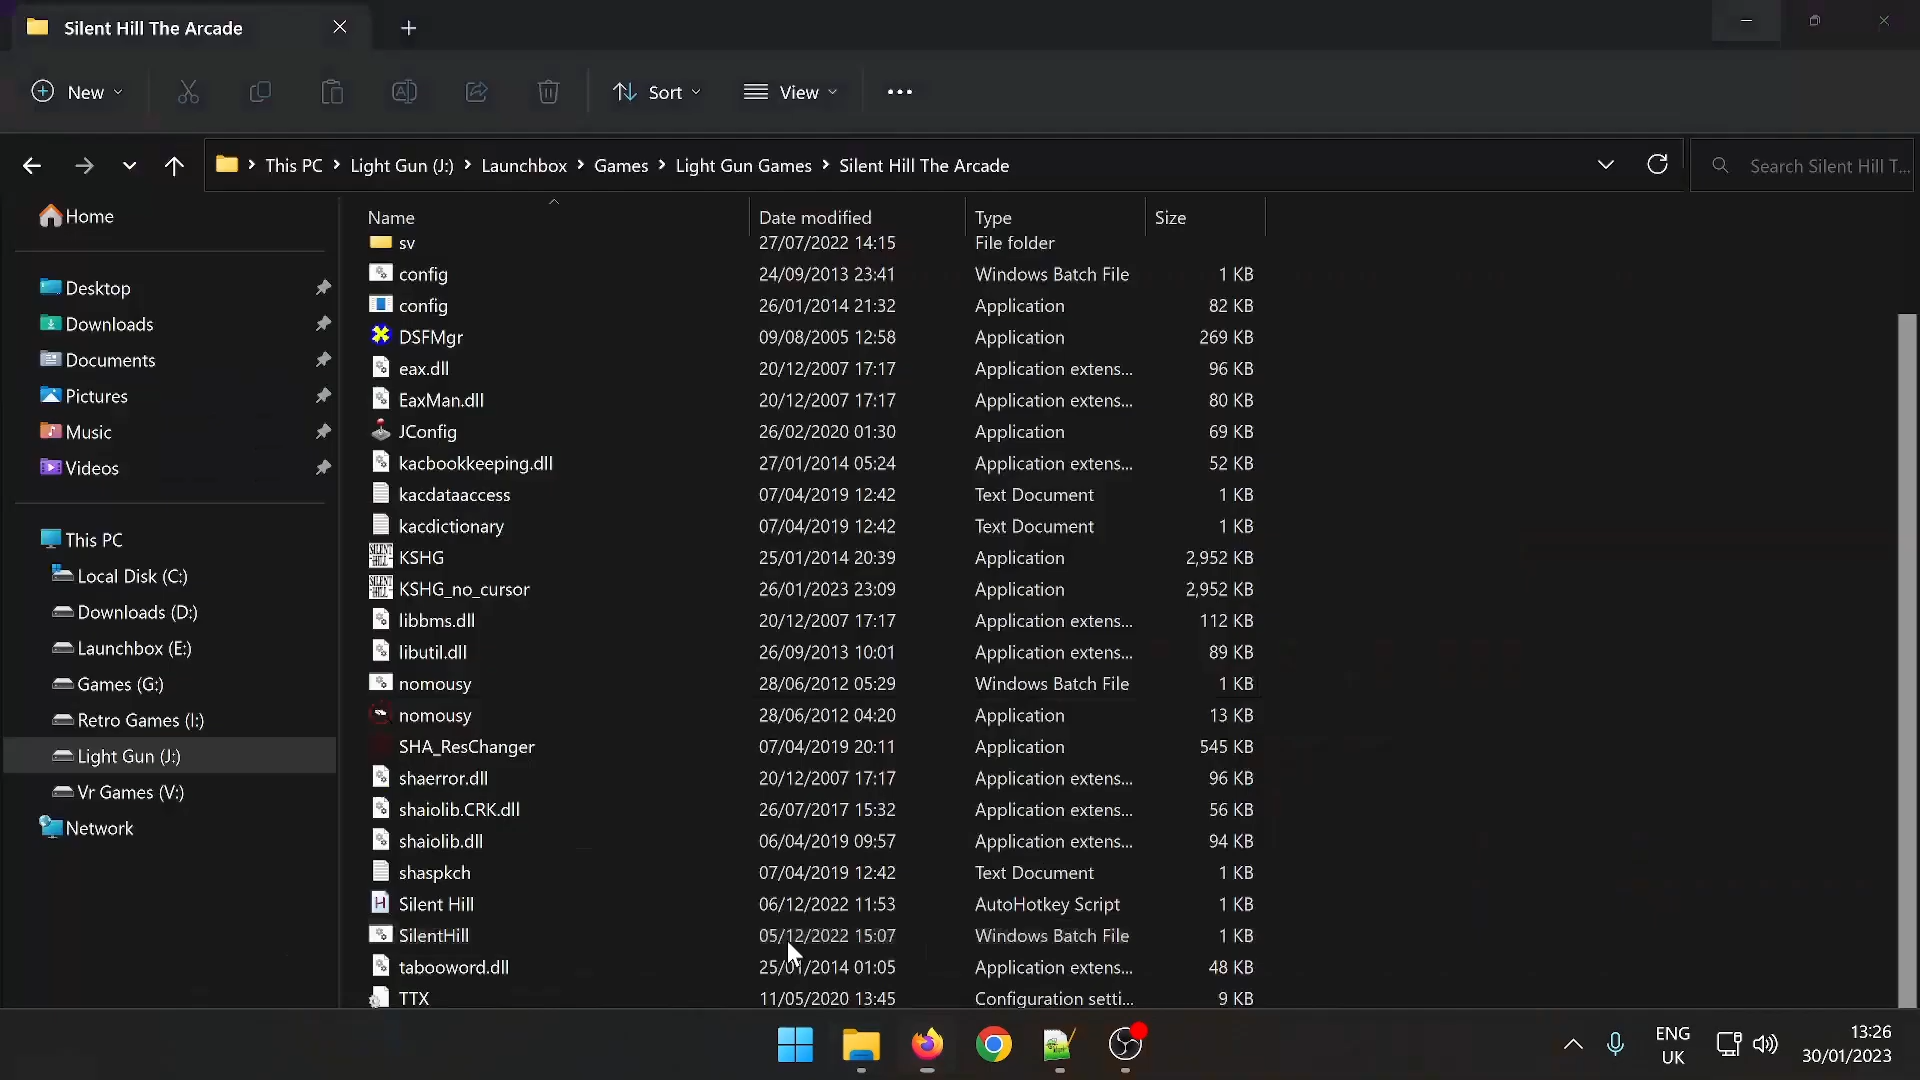 Silent Hill The Arcade
New
Sort
View
This PC > Light Gun (J:) > Launchbox > Games > Light Gun Games > Silent Hill The Arcade
Search Silent Hill T...
Home
Desktop
Downloads
Documents
Pictures
Music
Videos
This PC
Local Disk (C:)
Downloads (D:)
Launchbox (E:)
Games (G:)
Retro Games (I:)
Light Gun (J:)
Vr Games (V:)
Network
Name Date modified Type Size
sv 27/07/2022 14:15 File folder
config 24/09/2013 23:41 Windows Batch File 1 KB
config 26/01/2014 21:32 Application 82 KB
DSFMgr 09/08/2005 12:58 Application 269 KB
eax.dll 20/12/2007 17:17 Application extens... 96 KB
EaxMan.dll 20/12/2007 17:17 Application extens... 80 KB
JConfig 26/02/2020 01:30 Application 69 KB
kacbookkeeping.dll 27/01/2014 05:24 Application extens... 52 KB
kacdataaccess 07/04/2019 12:42 Text Document 1 KB
kacdictionary 07/04/2019 12:42 Text Document 1 KB
KSHG 25/01/2014 20:39 Application 2,952 KB
KSHG_no_cursor 26/01/2023 23:09 Application 2,952 KB
libbms.dll 20/12/2007 17:17 Application extens... 112 KB
libutil.dll 26/09/2013 10:01 Application extens... 89 KB
nomousy 28/06/2012 05:29 Windows Batch File 1 KB
nomousy 28/06/2012 04:20 Application 13 KB
SHA_ResChanger 07/04/2019 20:11 Application 545 KB
shaerror.dll 20/12/2007 17:17 Application extens... 96 KB
shaiolib.CRK.dll 26/07/2017 15:32 Application extens... 56 KB
shaiolib.dll 06/04/2019 09:57 Application extens... 94 KB
shaspkch 07/04/2019 12:42 Text Document 1 KB
Silent Hill 06/12/2022 11:53 AutoHotkey Script 1 KB
SilentHill 05/12/2022 15:07 Windows Batch File 1 KB
tabooword.dll 25/01/2014 01:05 Application extens... 48 KB
TTX 11/05/2020 13:45 Configuration setti... 9 KB
ENG
UK
13:26
30/01/2023